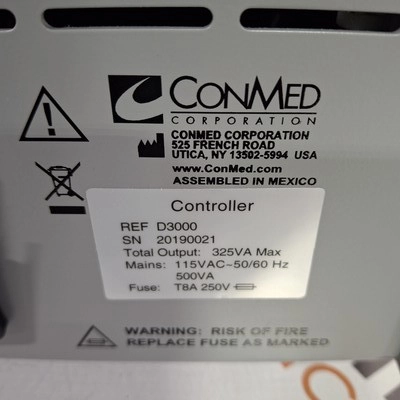 CONMED
CORPORATION
CONMED CORPORATION
525 FRENCH ROAD
UTICA, NY 13502-5994 USA
www.ConMed.com
ASSEMBLED IN MEXICO
Controller
REF D3000
SN 20190021
Total Output: 325VA Max
Mains: 115VAC~50/60 Hz
500VA
Fuse: T8A 250V
WARNING: RISK OF FIRE
REPLACE FUSE AS MARKED